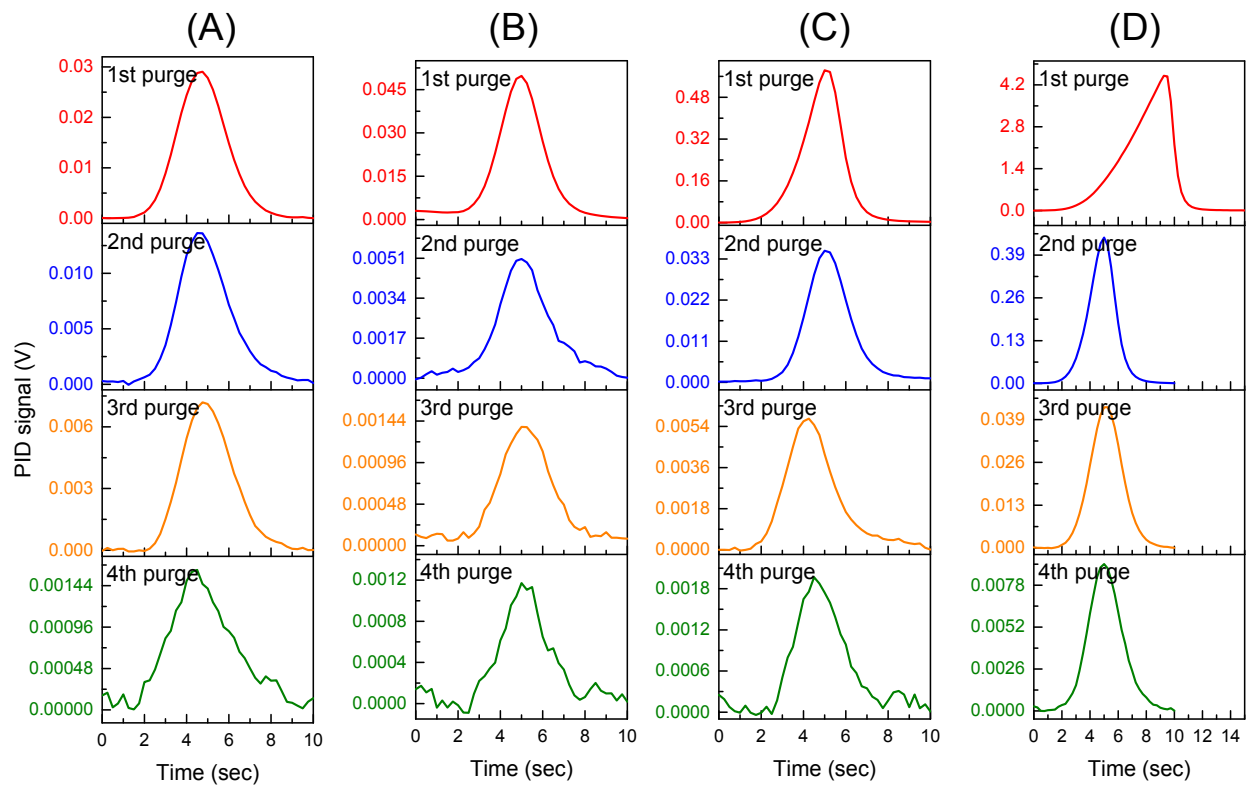 (A) (B) (C) (D)
PID signal (V)
1st purge
0.03
0.02
0.01
0.00
2nd purge
0.010
0.005
0.000
3rd purge
0.006
0.003
0.000
4th purge
0.00144
0.00096
0.00048
0.00000
0 2 4 6 8 10
Time (sec)
1st purge
0.045
0.030
0.015
0.000
2nd purge
0.0051
0.0034
0.0017
0.0000
3rd purge
0.00144
0.00096
0.00048
0.00000
4th purge
0.0012
0.0008
0.0004
0.0000
0 2 4 6 8 10
Time (sec)
1st purge
0.48
0.32
0.16
0.00
2nd purge
0.033
0.022
0.011
0.000
3rd purge
0.0054
0.0036
0.0018
0.0000
4th purge
0.0018
0.0012
0.0006
0.0000
0 2 4 6 8 10
Time (sec)
1st purge
4.2
2.8
1.4
0.0
2nd purge
0.39
0.26
0.13
0.00
3rd purge
0.039
0.026
0.013
0.000
4th purge
0.0078
0.0052
0.0026
0.0000
0 2 4 6 8 10 12 14
Time (sec)